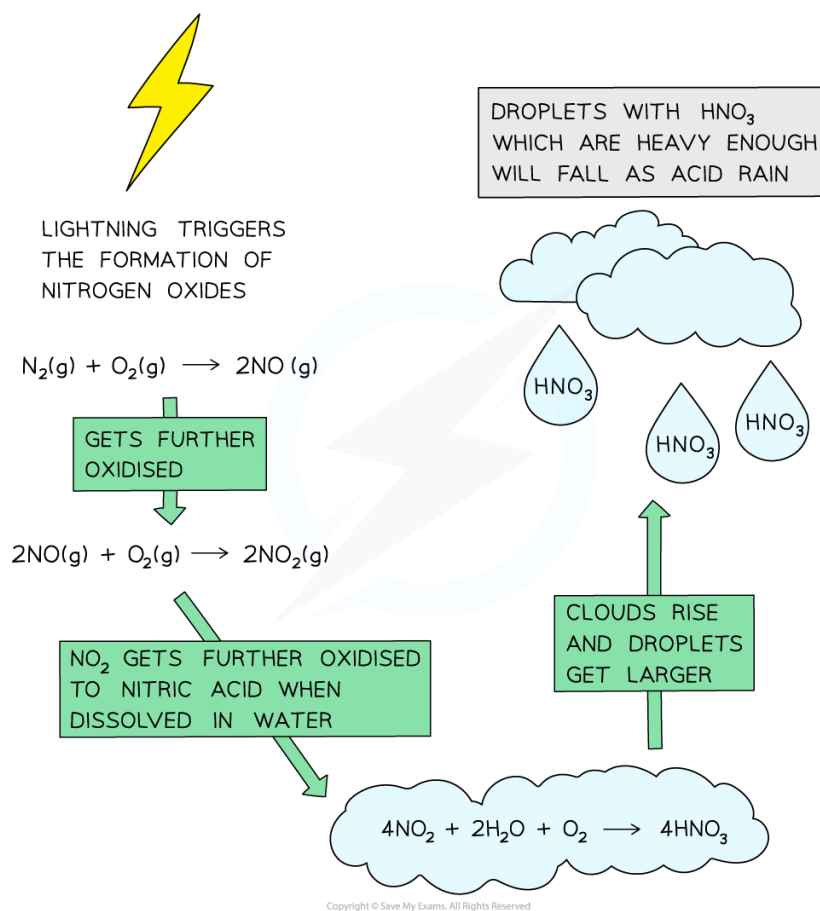 LIGHTNING TRIGGERS
THE FORMATION OF
NITROGEN OXIDES
N₂(g) + O₂(g) ⟶ 2NO (g)
GETS FURTHER
OXIDISED
2NO(g) + O₂(g) ⟶ 2NO₂(g)
NO₂ GETS FURTHER OXIDISED
TO NITRIC ACID WHEN
DISSOLVED IN WATER
4NO₂ + 2H₂O + O₂ ⟶ 4HNO₃
CLOUDS RISE
AND DROPLETS
GET LARGER
HNO₃
HNO₃
HNO₃
DROPLETS WITH HNO₃
WHICH ARE HEAVY ENOUGH
WILL FALL AS ACID RAIN
Copyright © Save My Exams. All Rights Reserved